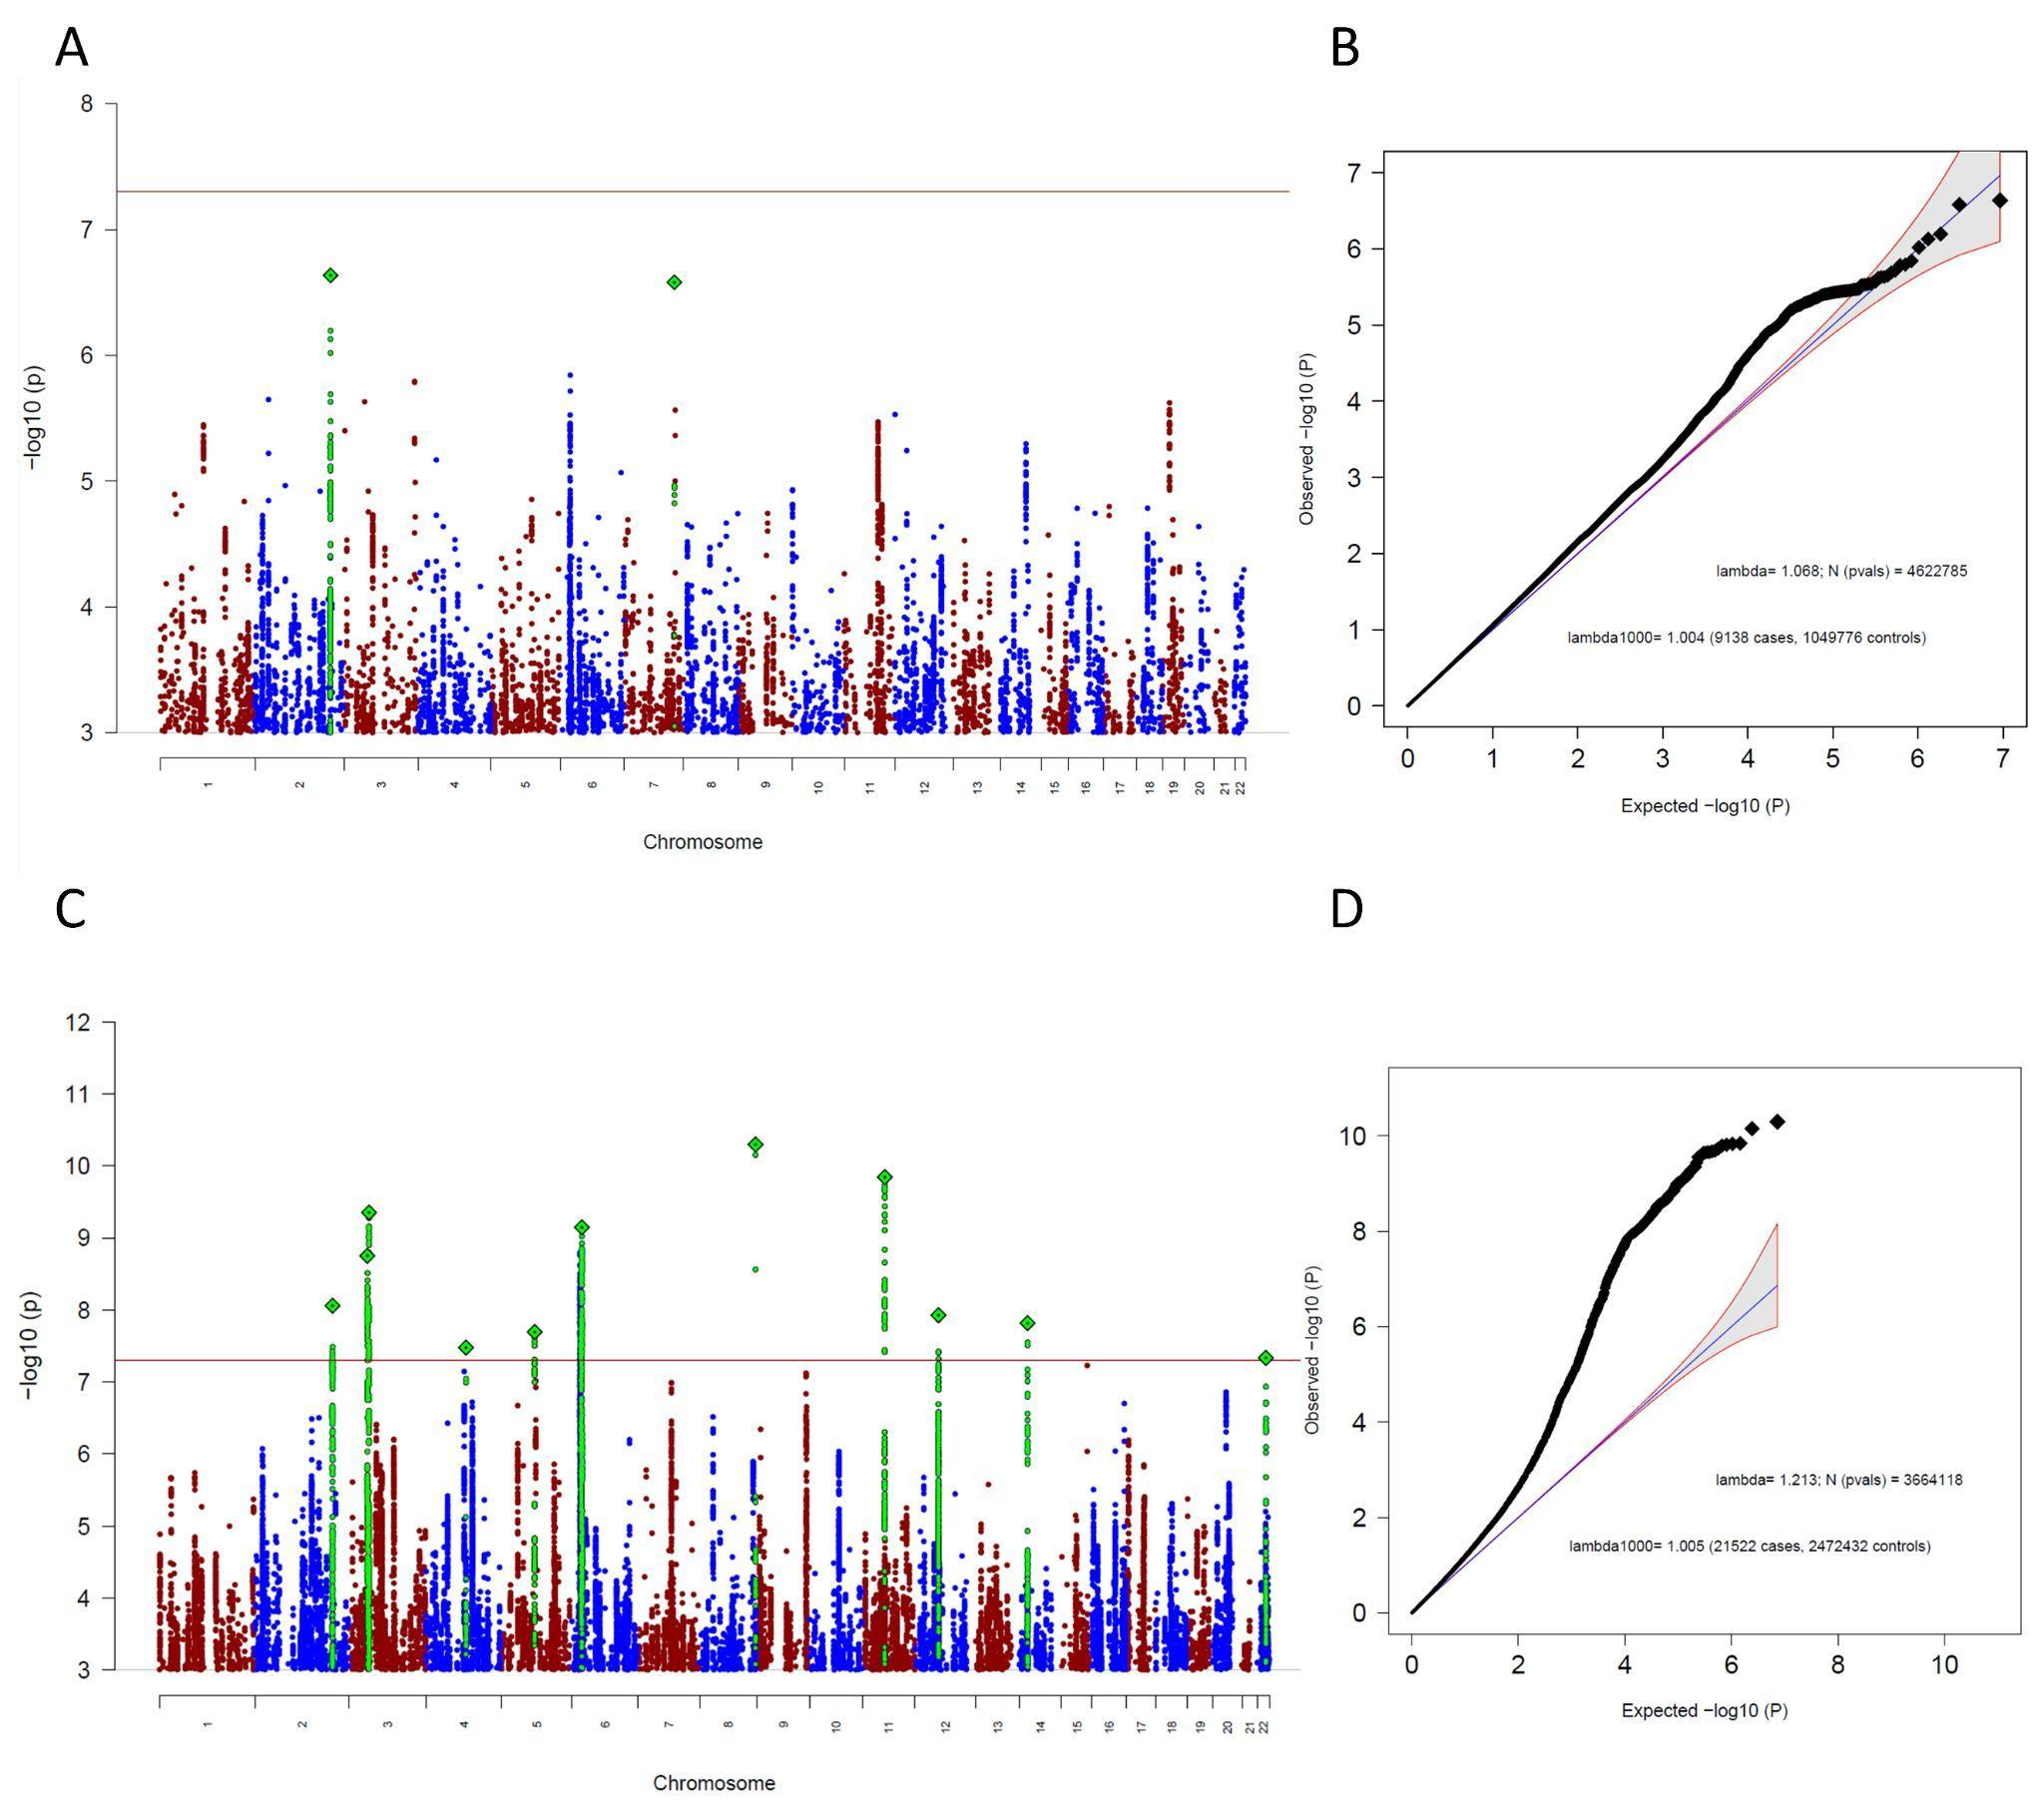 A
8
7
6
5
4
3
−log10 (p)
1 2 3 4 5 6 7 8 9 10 11 12 13 14 15 16 17 18 19 20 21 22
Chromosome
B
7
6
5
4
3
2
1
0
Observed −log10 (P)
lambda= 1.068; N (pvals) = 4622785
lambda1000= 1.004 (9138 cases, 1049776 controls)
0 1 2 3 4 5 6 7
Expected −log10 (P)
C
12
11
10
9
8
7
6
5
4
3
−log10 (p)
1 2 3 4 5 6 7 8 9 10 11 12 13 14 15 16 17 18 19 20 21 22
Chromosome
D
10
8
6
4
2
0
Observed −log10 (P)
lambda= 1.213; N (pvals) = 3664118
lambda1000= 1.005 (21522 cases, 2472432 controls)
0 2 4 6 8 10
Expected −log10 (P)